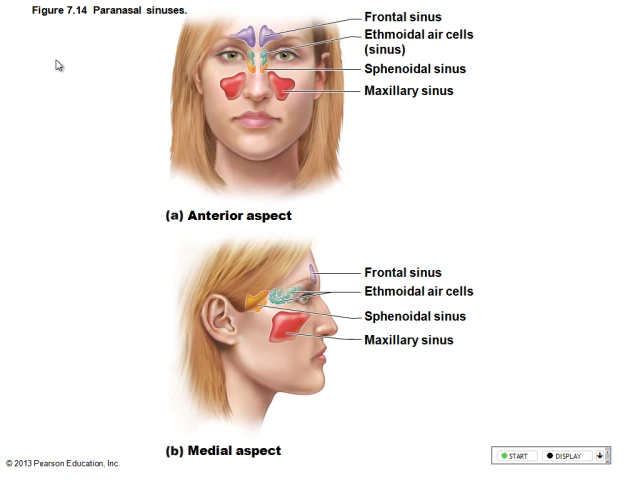 Figure 7.14 Paranasal sinuses.
Frontal sinus
Ethmoidal air cells
(sinus)
Sphenoidal sinus
Maxillary sinus
(a) Anterior aspect
Frontal sinus
Ethmoidal air cells
Sphenoidal sinus
Maxillary sinus
(b) Medial aspect
© 2013 Pearson Education, Inc.
START DISPLAY